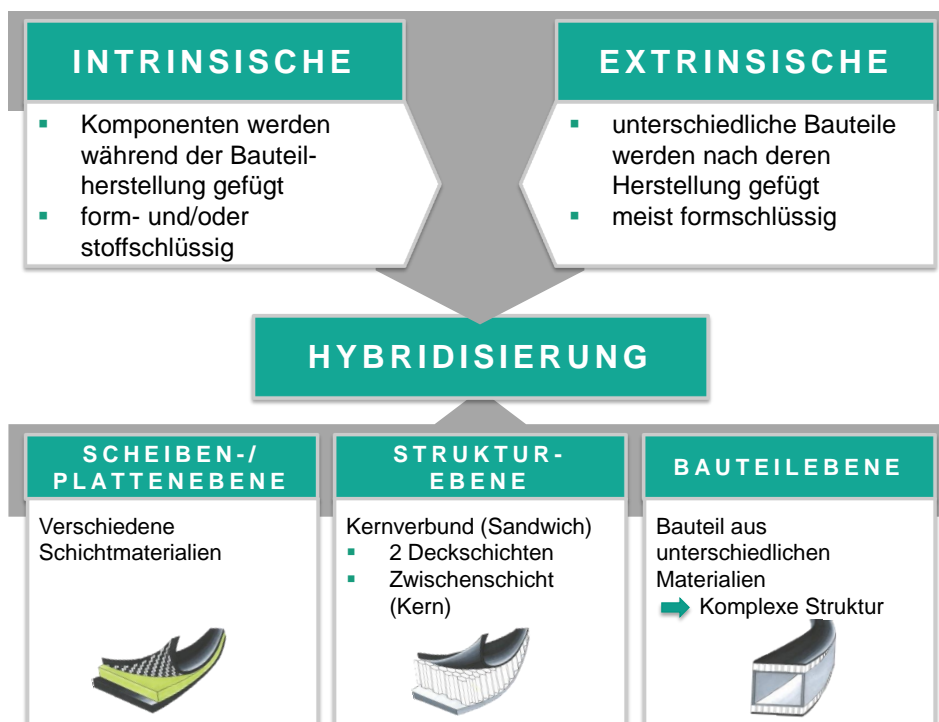 INTRINSISCHE
▪ Komponenten werden
während der Bauteil-
herstellung gefügt
▪ form- und/oder
stoffschlüssig
EXTRINSISCHE
▪ unterschiedliche Bauteile
werden nach deren
Herstellung gefügt
▪ meist formschlüssig
HYBRIDISIERUNG
SCHEIBEN-/
PLATTENEBENE
Verschiedene
Schichtmaterialien
STRUKTUR-
EBENE
Kernverbund (Sandwich)
▪ 2 Deckschichten
▪ Zwischenschicht
(Kern)
BAUTEILEBENE
Bauteil aus
unterschiedlichen
Materialien
Komplexe Struktur